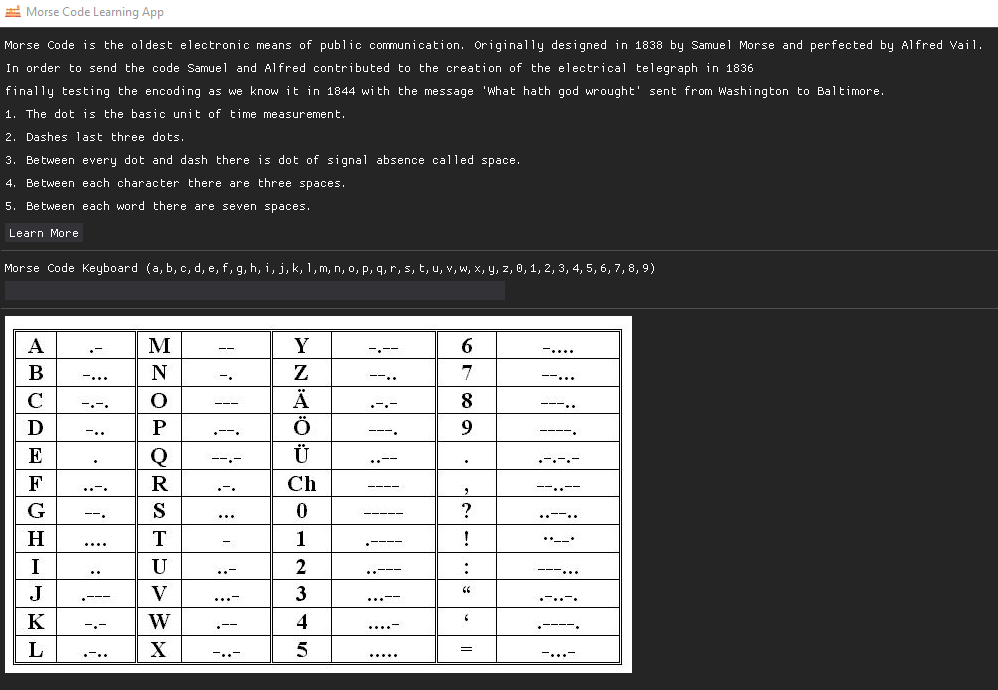 Morse Code Learning App
Morse Code is the oldest electronic means of public communication. Originally designed in 1838 by Samuel Morse and perfected by Alfred Vail.
In order to send the code Samuel and Alfred contributed to the creation of the electrical telegraph in 1836
finally testing the encoding as we know it in 1844 with the message 'What hath god wrought' sent from Washington to Baltimore.
1. The dot is the basic unit of time measurement.
2. Dashes last three dots.
3. Between every dot and dash there is dot of signal absence called space.
4. Between each character there are three spaces.
5. Between each word there are seven spaces.
Learn More
Morse Code Keyboard (a,b,c,d,e,f,g,h,i,j,k,l,m,n,o,p,q,r,s,t,u,v,w,x,y,z,0,1,2,3,4,5,6,7,8,9)
A .- M -- Y -.-- 6 -....
B -... N -. Z --.. 7 --...
C -.-. O --- Ä .-.- 8 ---..
D -.. P .--. Ö ---. 9 ----.
E . Q --.- Ü ..-- . .-.-.-
F ..-. R .-. Ch ---- , --..--
G --. S ... 0 ----- ? ..--..
H .... T - 1 .---- ! ..--.
I .. U ..- 2 ..--- : ---...
J .--- V ...- 3 ...-- “ .-..-.
K -.- W .-- 4 ....- ‘ .----.
L .-.. X -..- 5 ..... = -...-